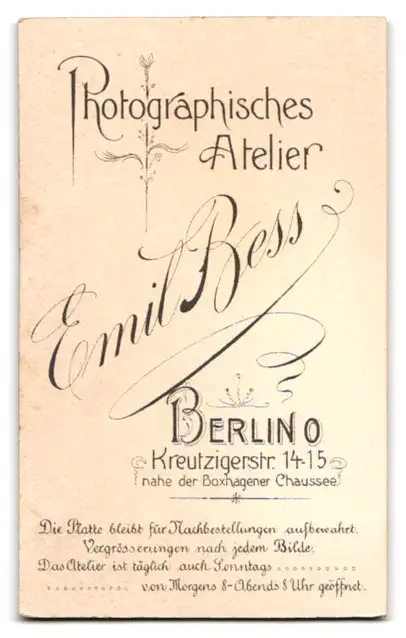 Photographisches
Atelier
Emil Bess
BERLIN O
Kreutzigerstr. 14-15
nahe der Boxhagener Chaussee
Die Platte bleibt für Nachbestellungen aufbewahrt.
Vergrösserungen nach jedem Bilde.
Das Atelier ist täglich auch Sonntags
von Morgens 8-Abends 8 Uhr geöffnet.